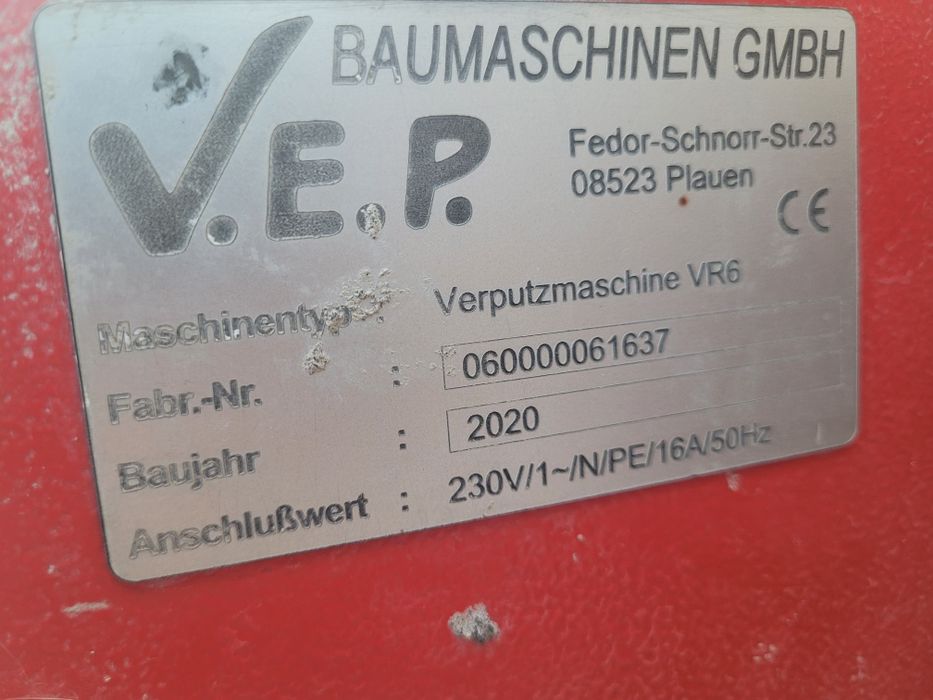 V.E.P. BAUMASCHINEN GMBH
Fedor-Schnorr-Str.23
08523 Plauen
CE
Maschinentyp : Verputzmaschine VR6
Fabr.-Nr. : 060000061637
Baujahr : 2020
Anschlußwert : 230V/1~/N/PE/16A/50Hz